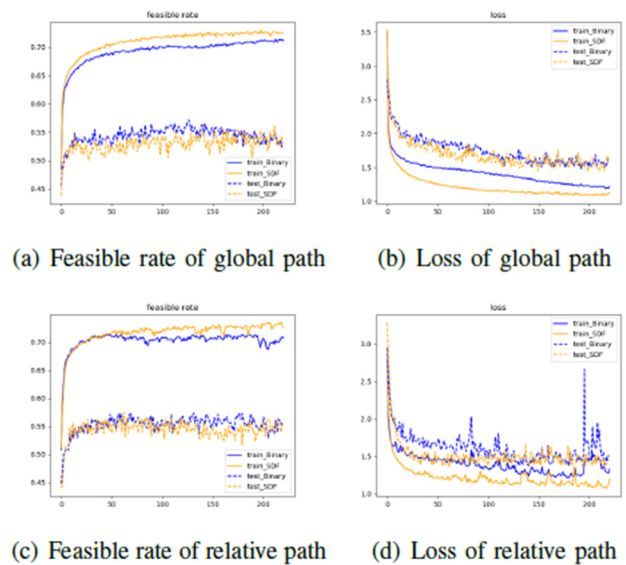 feasible rate
loss
0.70
0.65
0.60
0.55
0.50
0.45
0 50 100 150 200
train_Binary
train_SDF
test_Binary
test_SDF
3.5
3.0
2.5
2.0
1.5
1.0
0 50 100 150 200
train_Binary
train_SDF
test_Binary
test_SDF
(a) Feasible rate of global path
(b) Loss of global path
feasible rate
loss
0.70
0.65
0.60
0.55
0.50
0.45
0 50 100 150 200
train_Binary
train_SDF
test_Binary
test_SDF
3.0
2.5
2.0
1.5
1.0
0 50 100 150 200
train_Binary
train_SDF
test_Binary
test_SDF
(c) Feasible rate of relative path
(d) Loss of relative path